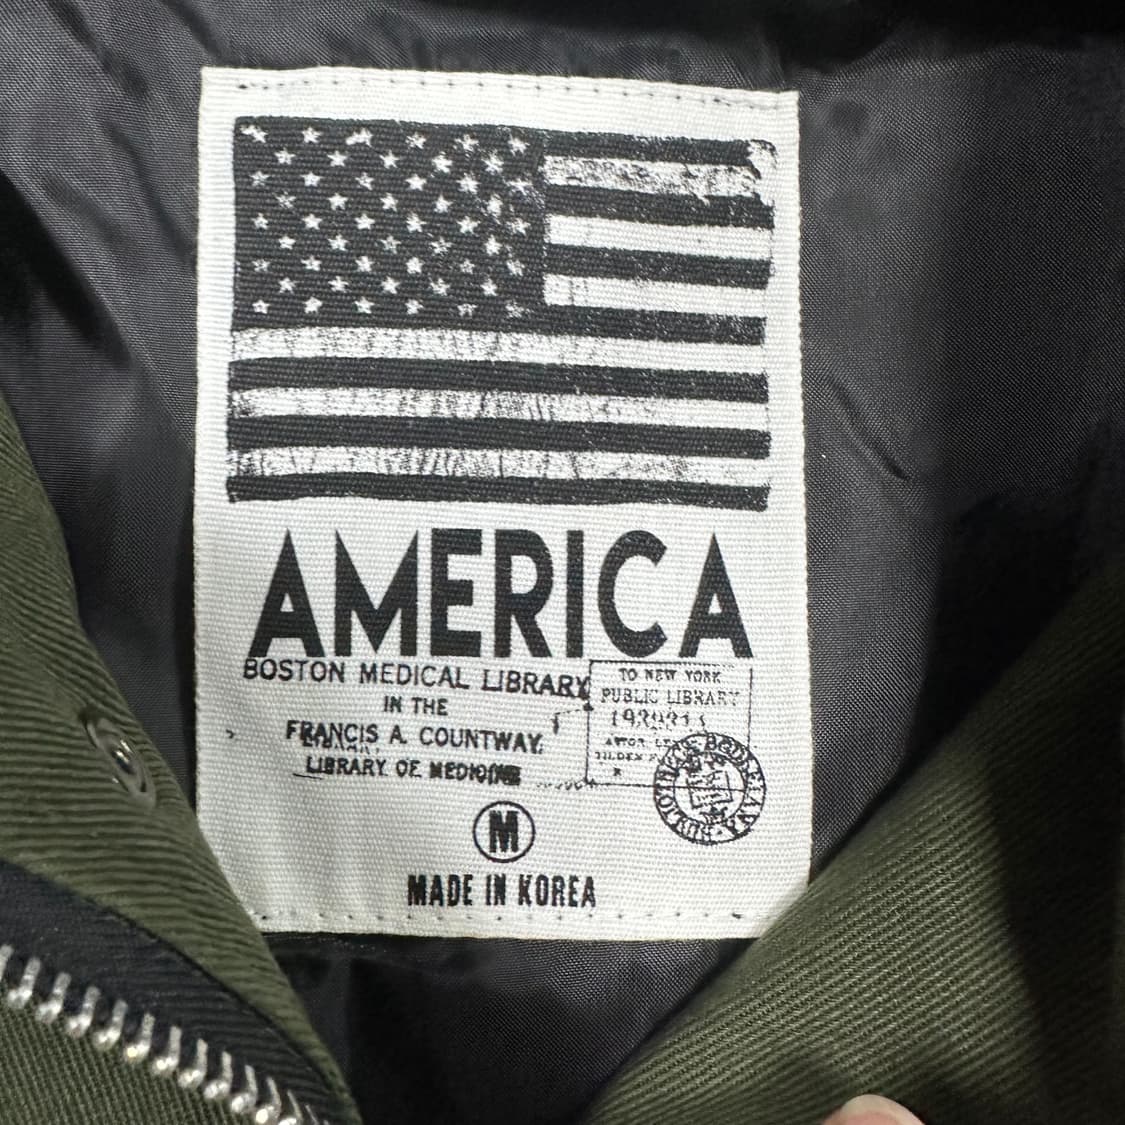 AMERICA
BOSTON MEDICAL LIBRARY
IN THE
FRANCIS A. COUNTWAY
LIBRARY OF MEDICINE
TO NEW YORK
PUBLIC LIBRARY
M
MADE IN KOREA